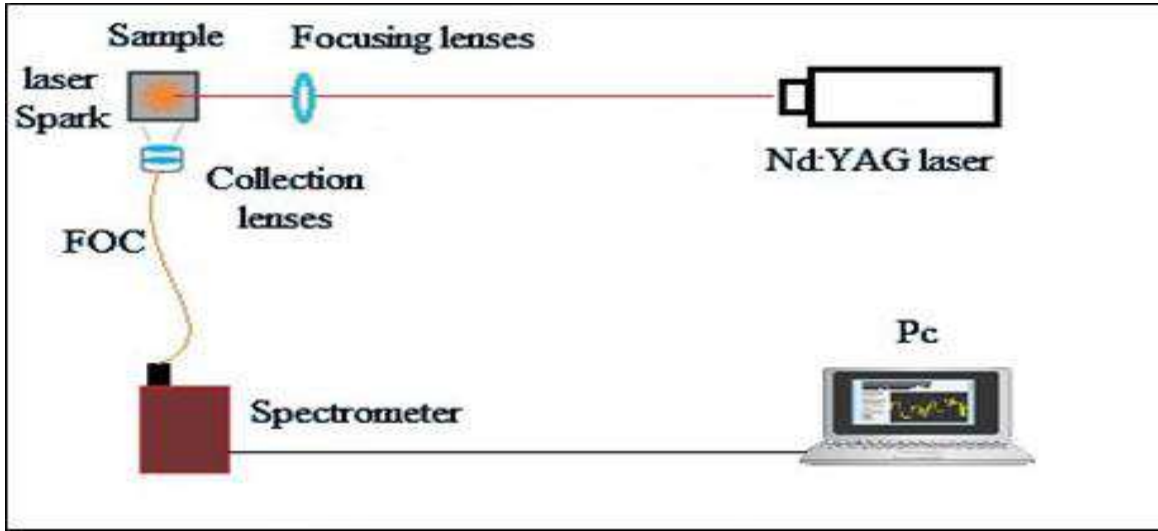 Sample
Focusing lenses
laser
Spark
Nd:YAG laser
Collection
lenses
FOC
Pc
Spectrometer